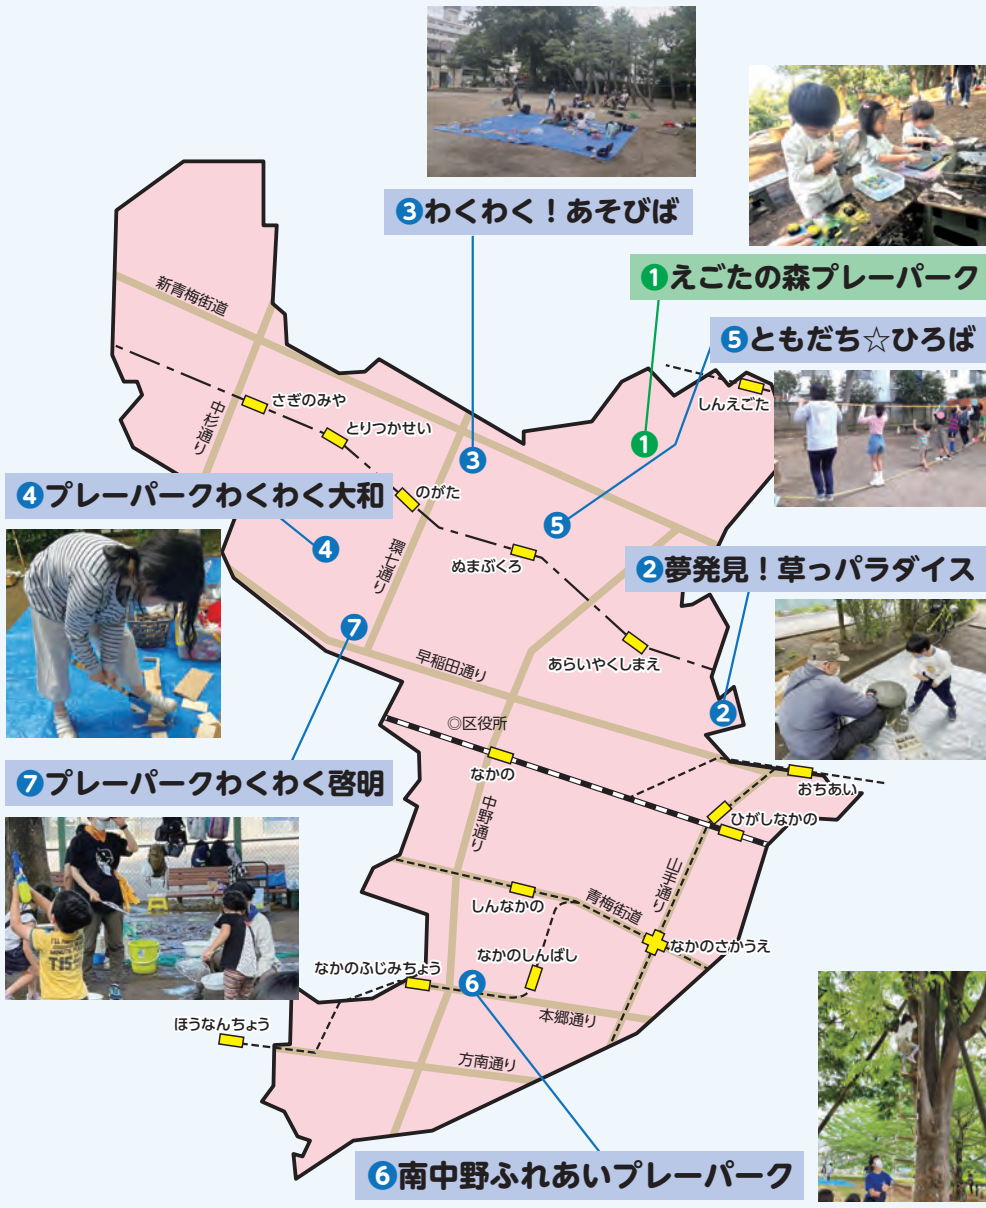 ❸わくわく！あそびば
❶えごたの森プレーパーク
❺ともだち☆ひろば
新青梅街道
しんえごた
さぎのみや
中杉通り
とりつかせい
❶
❸
❹プレーパークわくわく大和
のがた
❺
❹
環七通り
ぬまぶくろ
❷夢発見！草っパラダイス
❼
あらいやくしまえ
早稲田通り
❷
◎区役所
なかの
❼プレーパークわくわく啓明
おちあい
中野通り
ひがしなかの
山手通り
しんなかの
青梅街道
なかのさかうえ
なかのしんばし
なかのふじみちょう
❻
本郷通り
ほうなんちょう
方南通り
❻南中野ふれあいプレーパーク